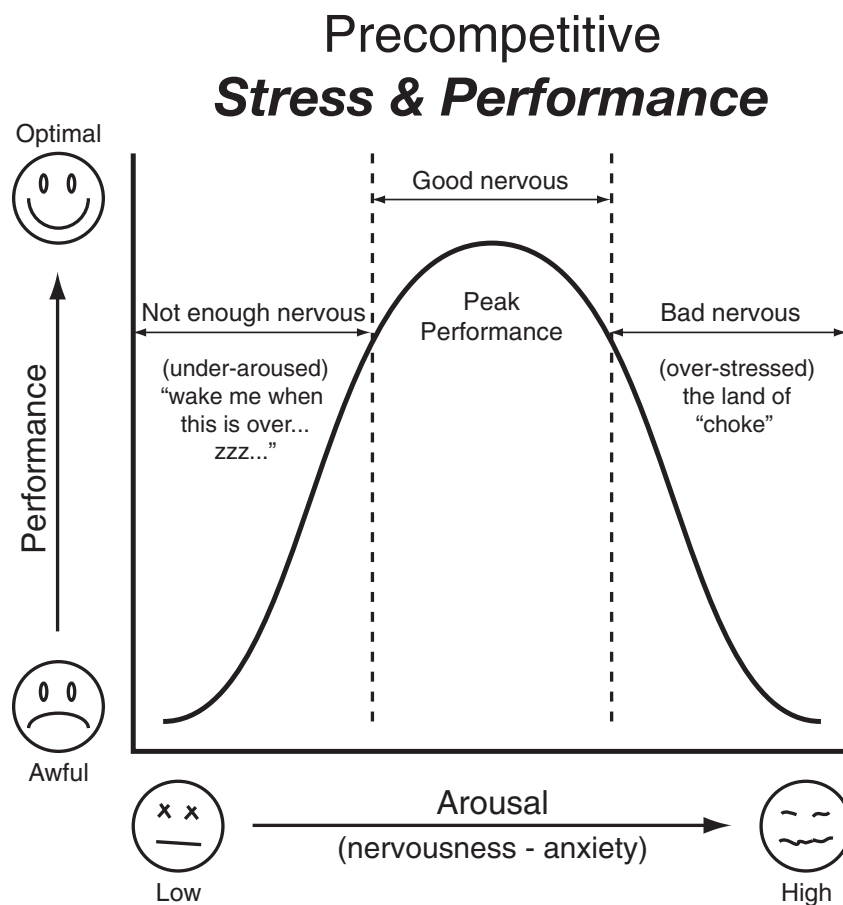 Precompetitive
Stress & Performance
Optimal
Good nervous
Not enough nervous
(under-aroused)
“wake me when
this is over...
zzz...”
Peak
Performance
Bad nervous
(over-stressed)
the land of
“choke”
Performance
Awful
Arousal
(nervousness - anxiety)
Low
High